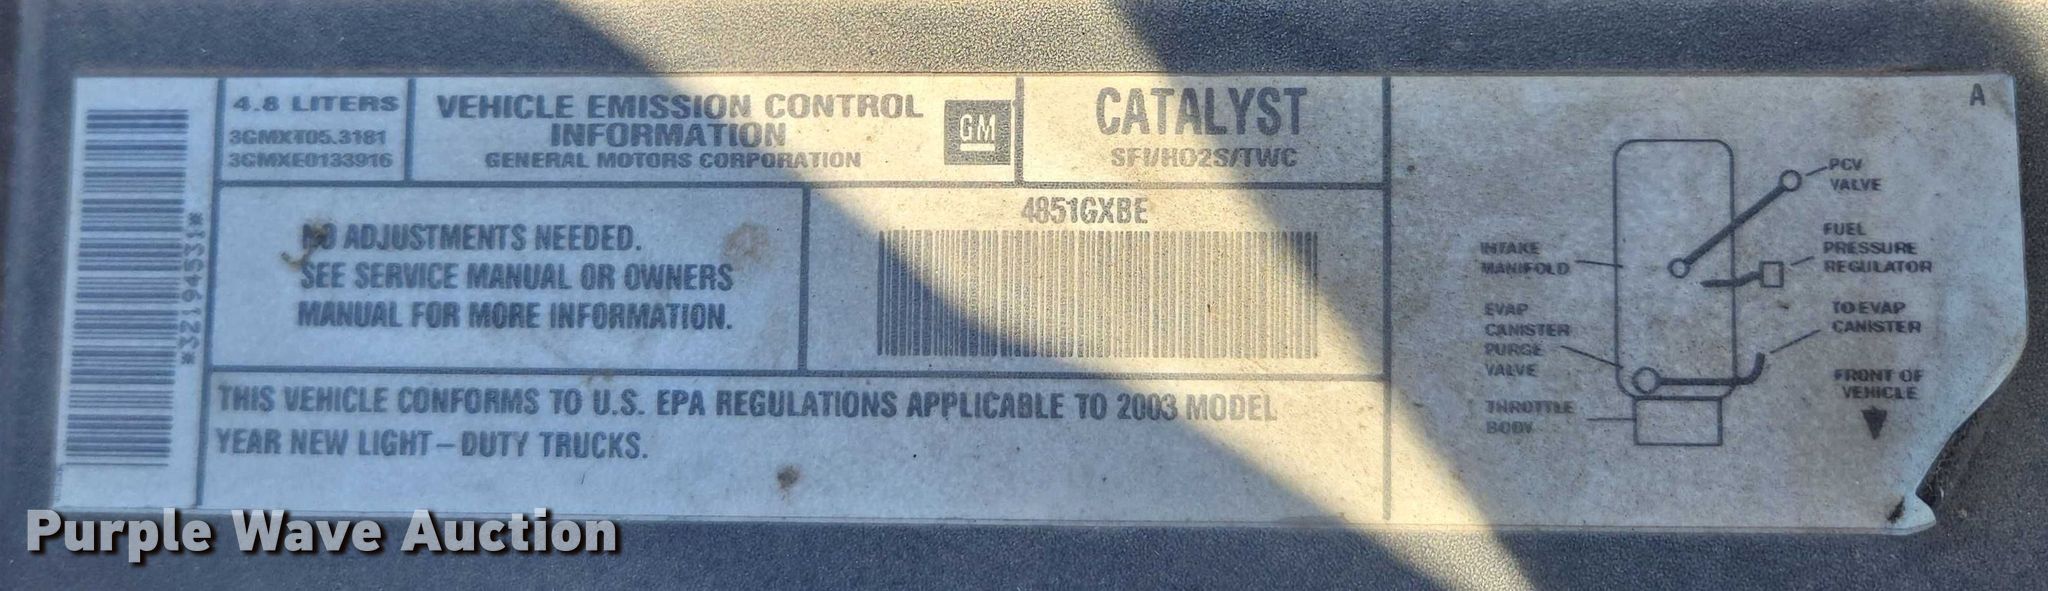 *321945331*
4.8 LITERS
3GMXT05.3181
3GMXE0133916
VEHICLE EMISSION CONTROL
INFORMATION
GENERAL MOTORS CORPORATION
GM
CATALYST
SFI/HO2S/TWC
NO ADJUSTMENTS NEEDED.
SEE SERVICE MANUAL OR OWNERS
MANUAL FOR MORE INFORMATION.
4851GXBE
THIS VEHICLE CONFORMS TO U.S. EPA REGULATIONS APPLICABLE TO 2003 MODEL
YEAR NEW LIGHT-DUTY TRUCKS.
A
PCV
VALVE
FUEL
PRESSURE
REGULATOR
INTAKE
MANIFOLD
EVAP
CANISTER
PURGE
VALVE
TO EVAP
CANISTER
THROTTLE
BODY
FRONT OF
VEHICLE
Purple Wave Auction